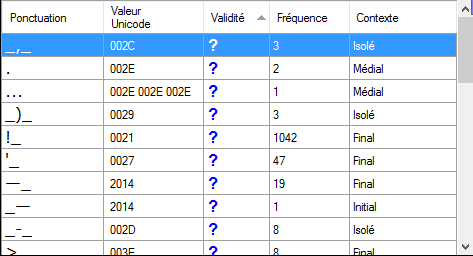 Ponctuation Valeur Unicode Validité Fréquence Contexte
_,_ 002C ? 3 Isolé
. 002E ? 2 Médial
... 002E 002E 002E ? 1 Médial
_)_ 0029 ? 3 Isolé
!_ 0021 ? 1042 Final
'_ 0027 ? 47 Final
—_ 2014 ? 19 Final
_— 2014 ? 1 Initial
_-_ 002D ? 8 Isolé
>_ 003E ? 8 Final